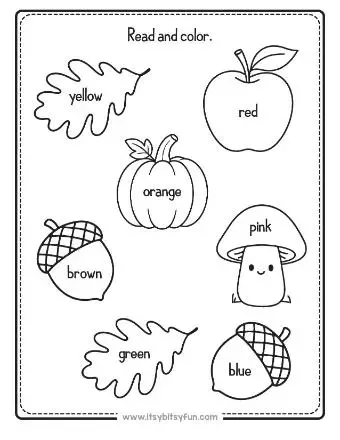 Read and color.
yellow
red
orange
pink
brown
green
blue
www.itsybitsyfun.com